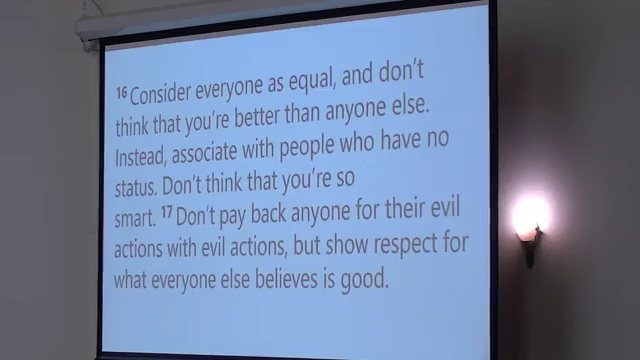 16 Consider everyone as equal, and don't
think that you're better than anyone else.
Instead, associate with people who have no
status. Don't think that you're so
smart. 17 Don't pay back anyone for their evil
actions with evil actions, but show respect for
what everyone else believes is good.